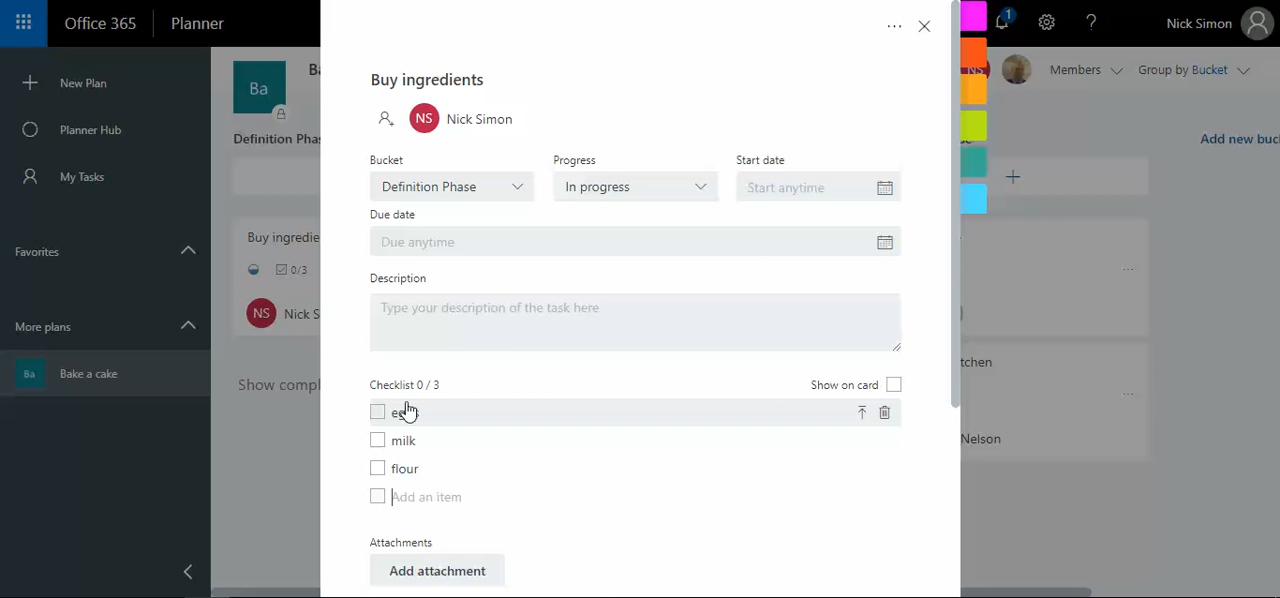 Office 365
Planner
1
Nick Simon
New Plan
Planner Hub
My Tasks
Favorites
More plans
Ba
Bake a cake
Ba
Ba
Definition Phas
Members
Group by Bucket
Add new buc
Buy ingredie
0/3
NS
Nick S
Show compl
Buy ingredients
NS
Nick Simon
Bucket
Progress
Start date
Definition Phase
In progress
Start anytime
Due date
Due anytime
Description
Type your description of the task here
Checklist 0 / 3
Show on card
milk
flour
Add an item
Attachments
Add attachment
tchen
Nelson